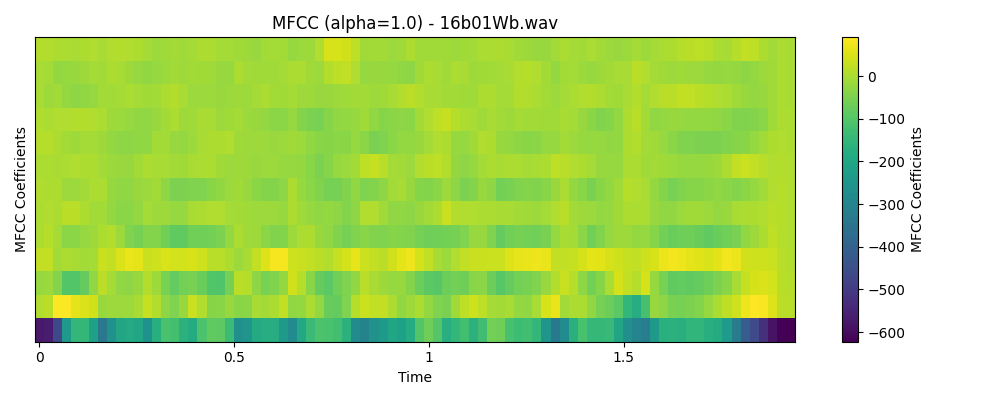 MFCC (alpha=1.0) - 16b01Wb.wav
MFCC Coefficients
0
0.5
1
1.5
Time
0
−100
−200
−300
−400
−500
−600
MFCC Coefficients